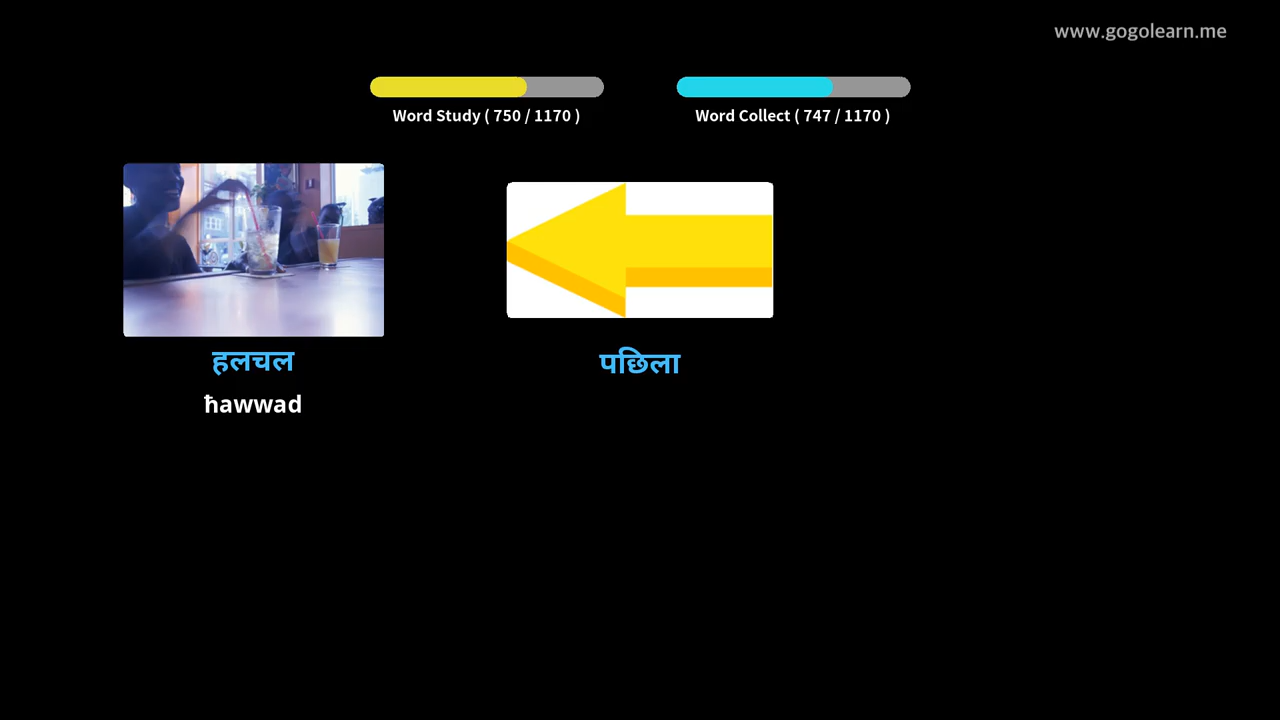 www.gogolearn.me
Word Study ( 750 / 1170 )
Word Collect ( 747 / 1170 )
हलचल
ħawwad
पछिला